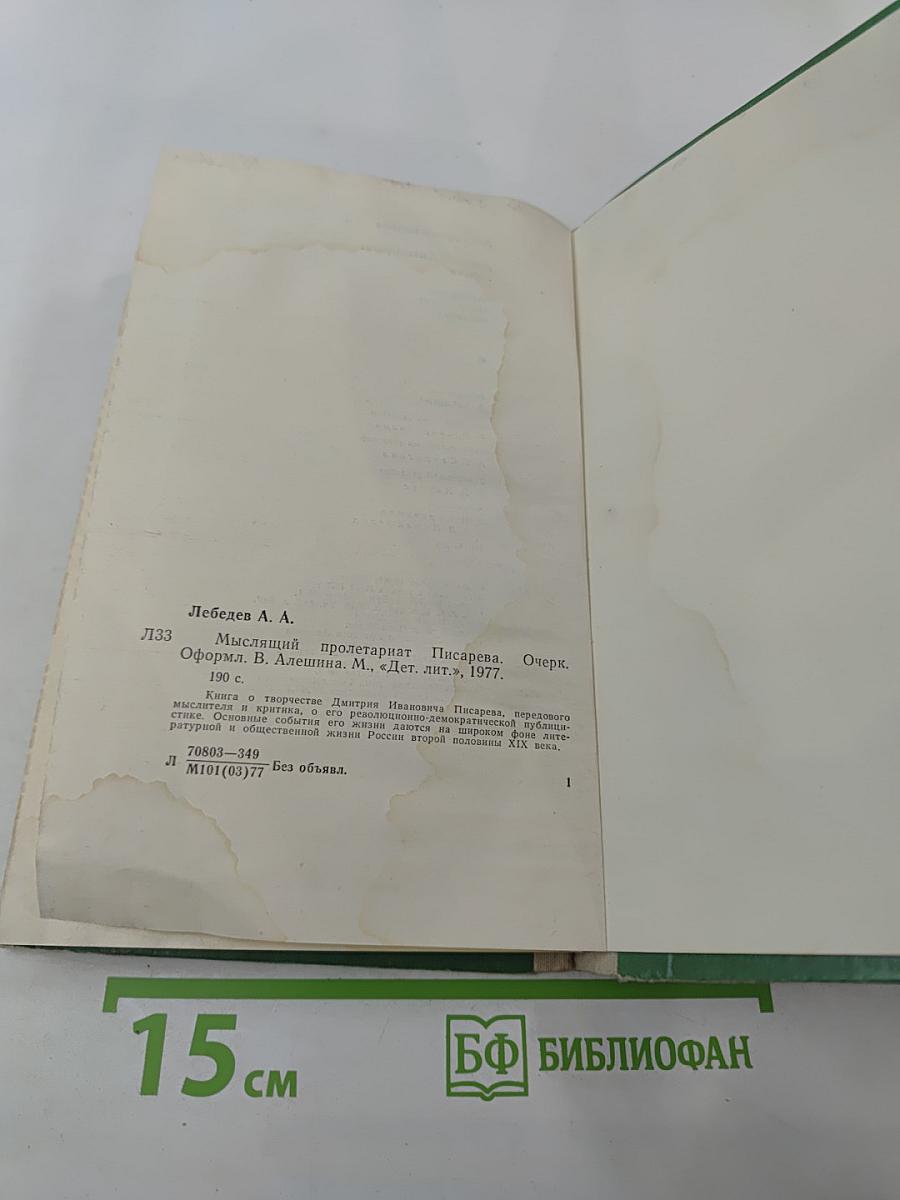 Лебедев А. А.
Л33 Мыслящий пролетариат Писарева. Очерк.
Оформл. В. Алешина. М., «Дет. лит.», 1977.
190 с.
Книга о творчестве Дмитрия Ивановича Писарева, передового
мыслителя и критика, о его революционно-демократической публици-
стике. Основные события его жизни даются на широком фоне лите-
ратурной и общественной жизни России второй половины XIX века.
70803—349
Л М101(03)77 Без объявл.
1
15 см
БФ БИБЛИОФАН